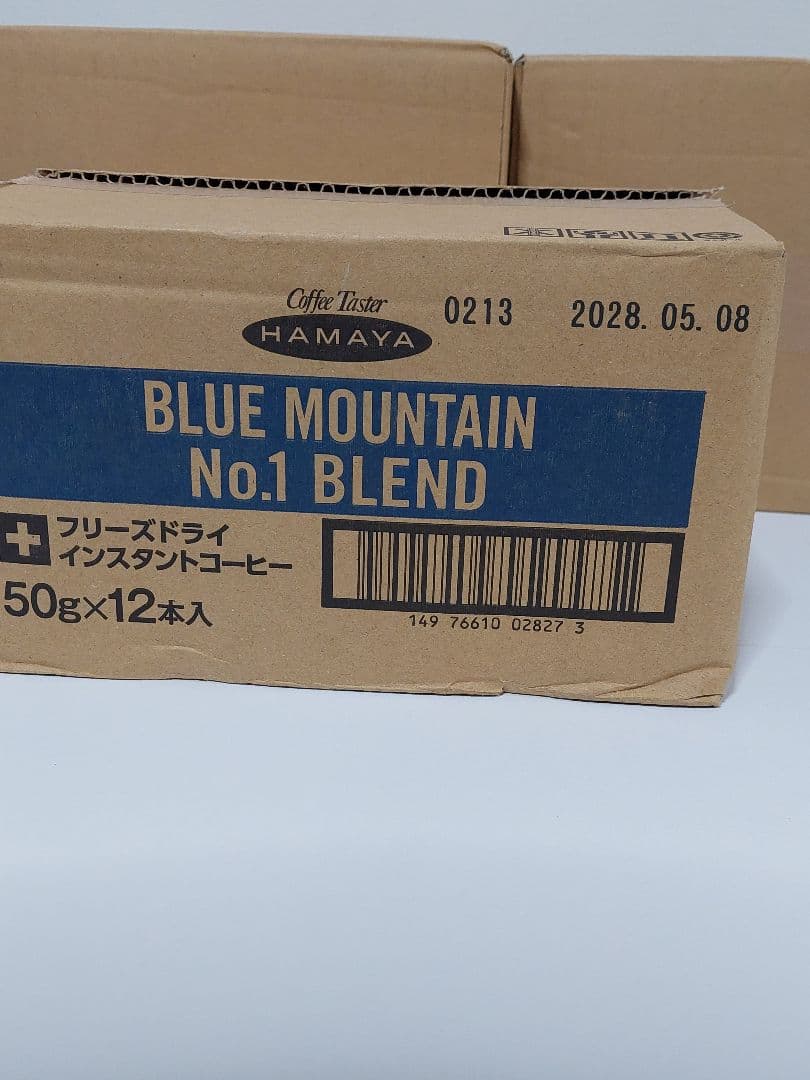 Coffee Taster
HAMAYA
0213 2028. 05. 08
BLUE MOUNTAIN
No.1 BLEND
フリーズドライ
インスタントコーヒー
50g×12本入
149 76610 02827 3